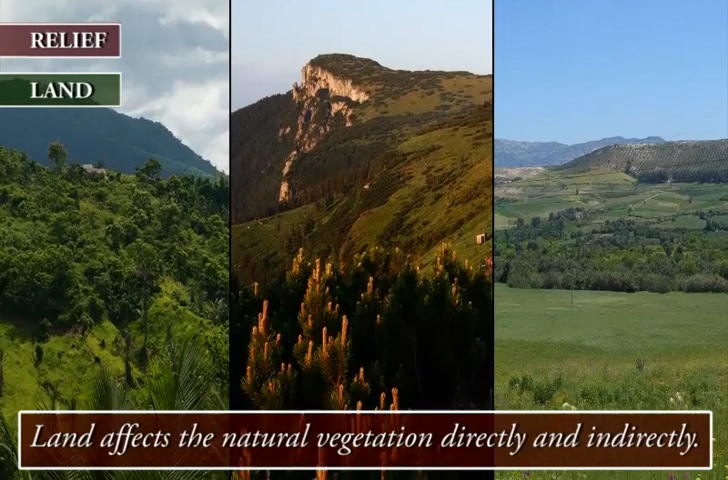 RELIEF
LAND
Land affects the natural vegetation directly and indirectly.